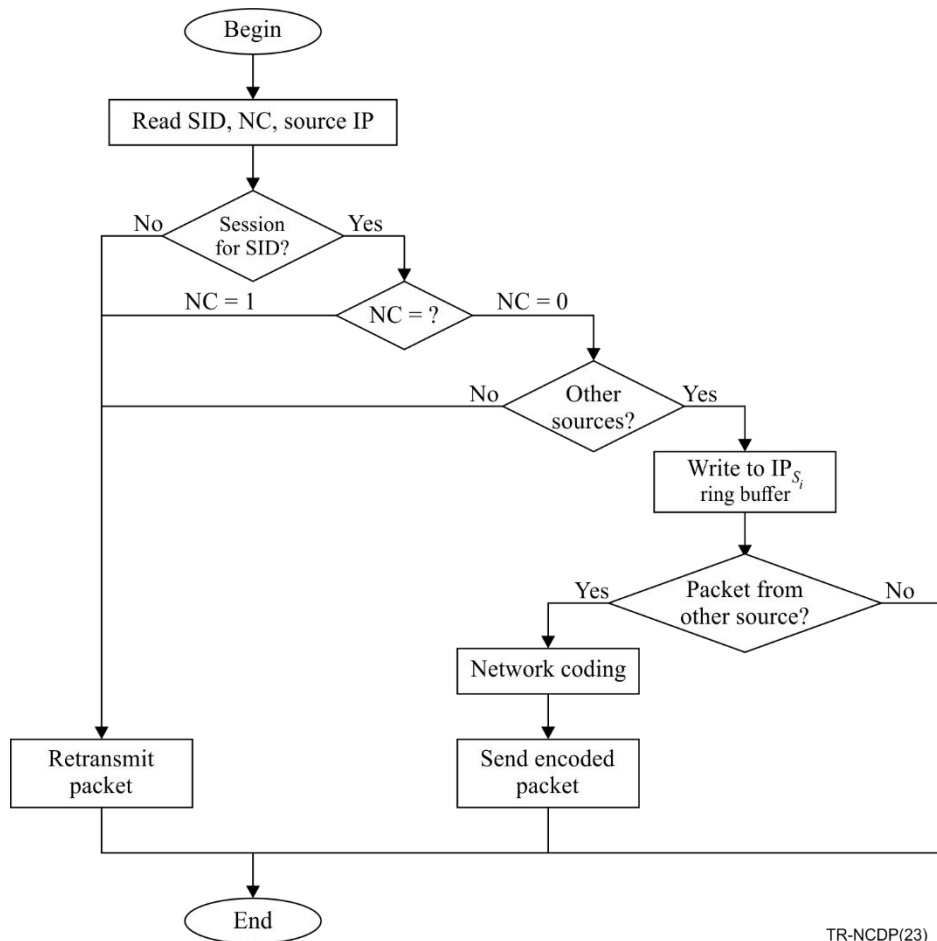 Begin
Read SID, NC, source IP
No
Session
for SID?
Yes
NC = 1
NC = ?
NC = 0
No
Other
sources?
Yes
Write to IP_{S_i}
ring buffer
Yes
Packet from
other source?
No
Network coding
Retransmit
packet
Send encoded
packet
End
TR-NCDP(23)